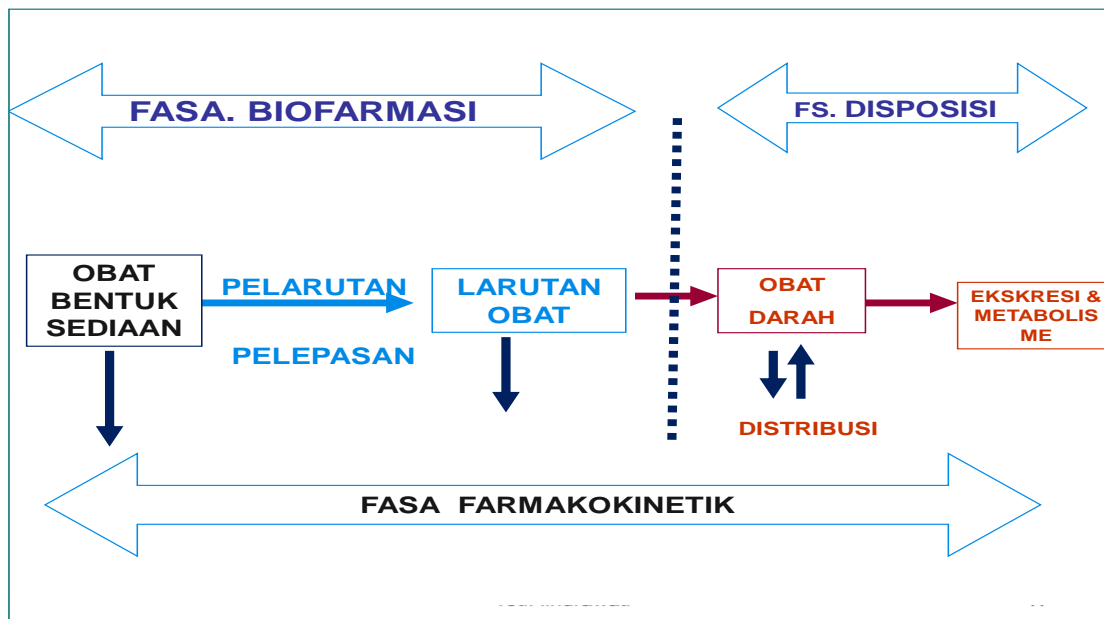 FASA. BIOFARMASI
FS. DISPOSISI
OBAT
BENTUK
SEDIAAN
PELARUTAN
PELEPASAN
LARUTAN
OBAT
OBAT
DARAH
EKSKRESI &
METABOLIS
ME
DISTRIBUSI
FASA FARMAKOKINETIK